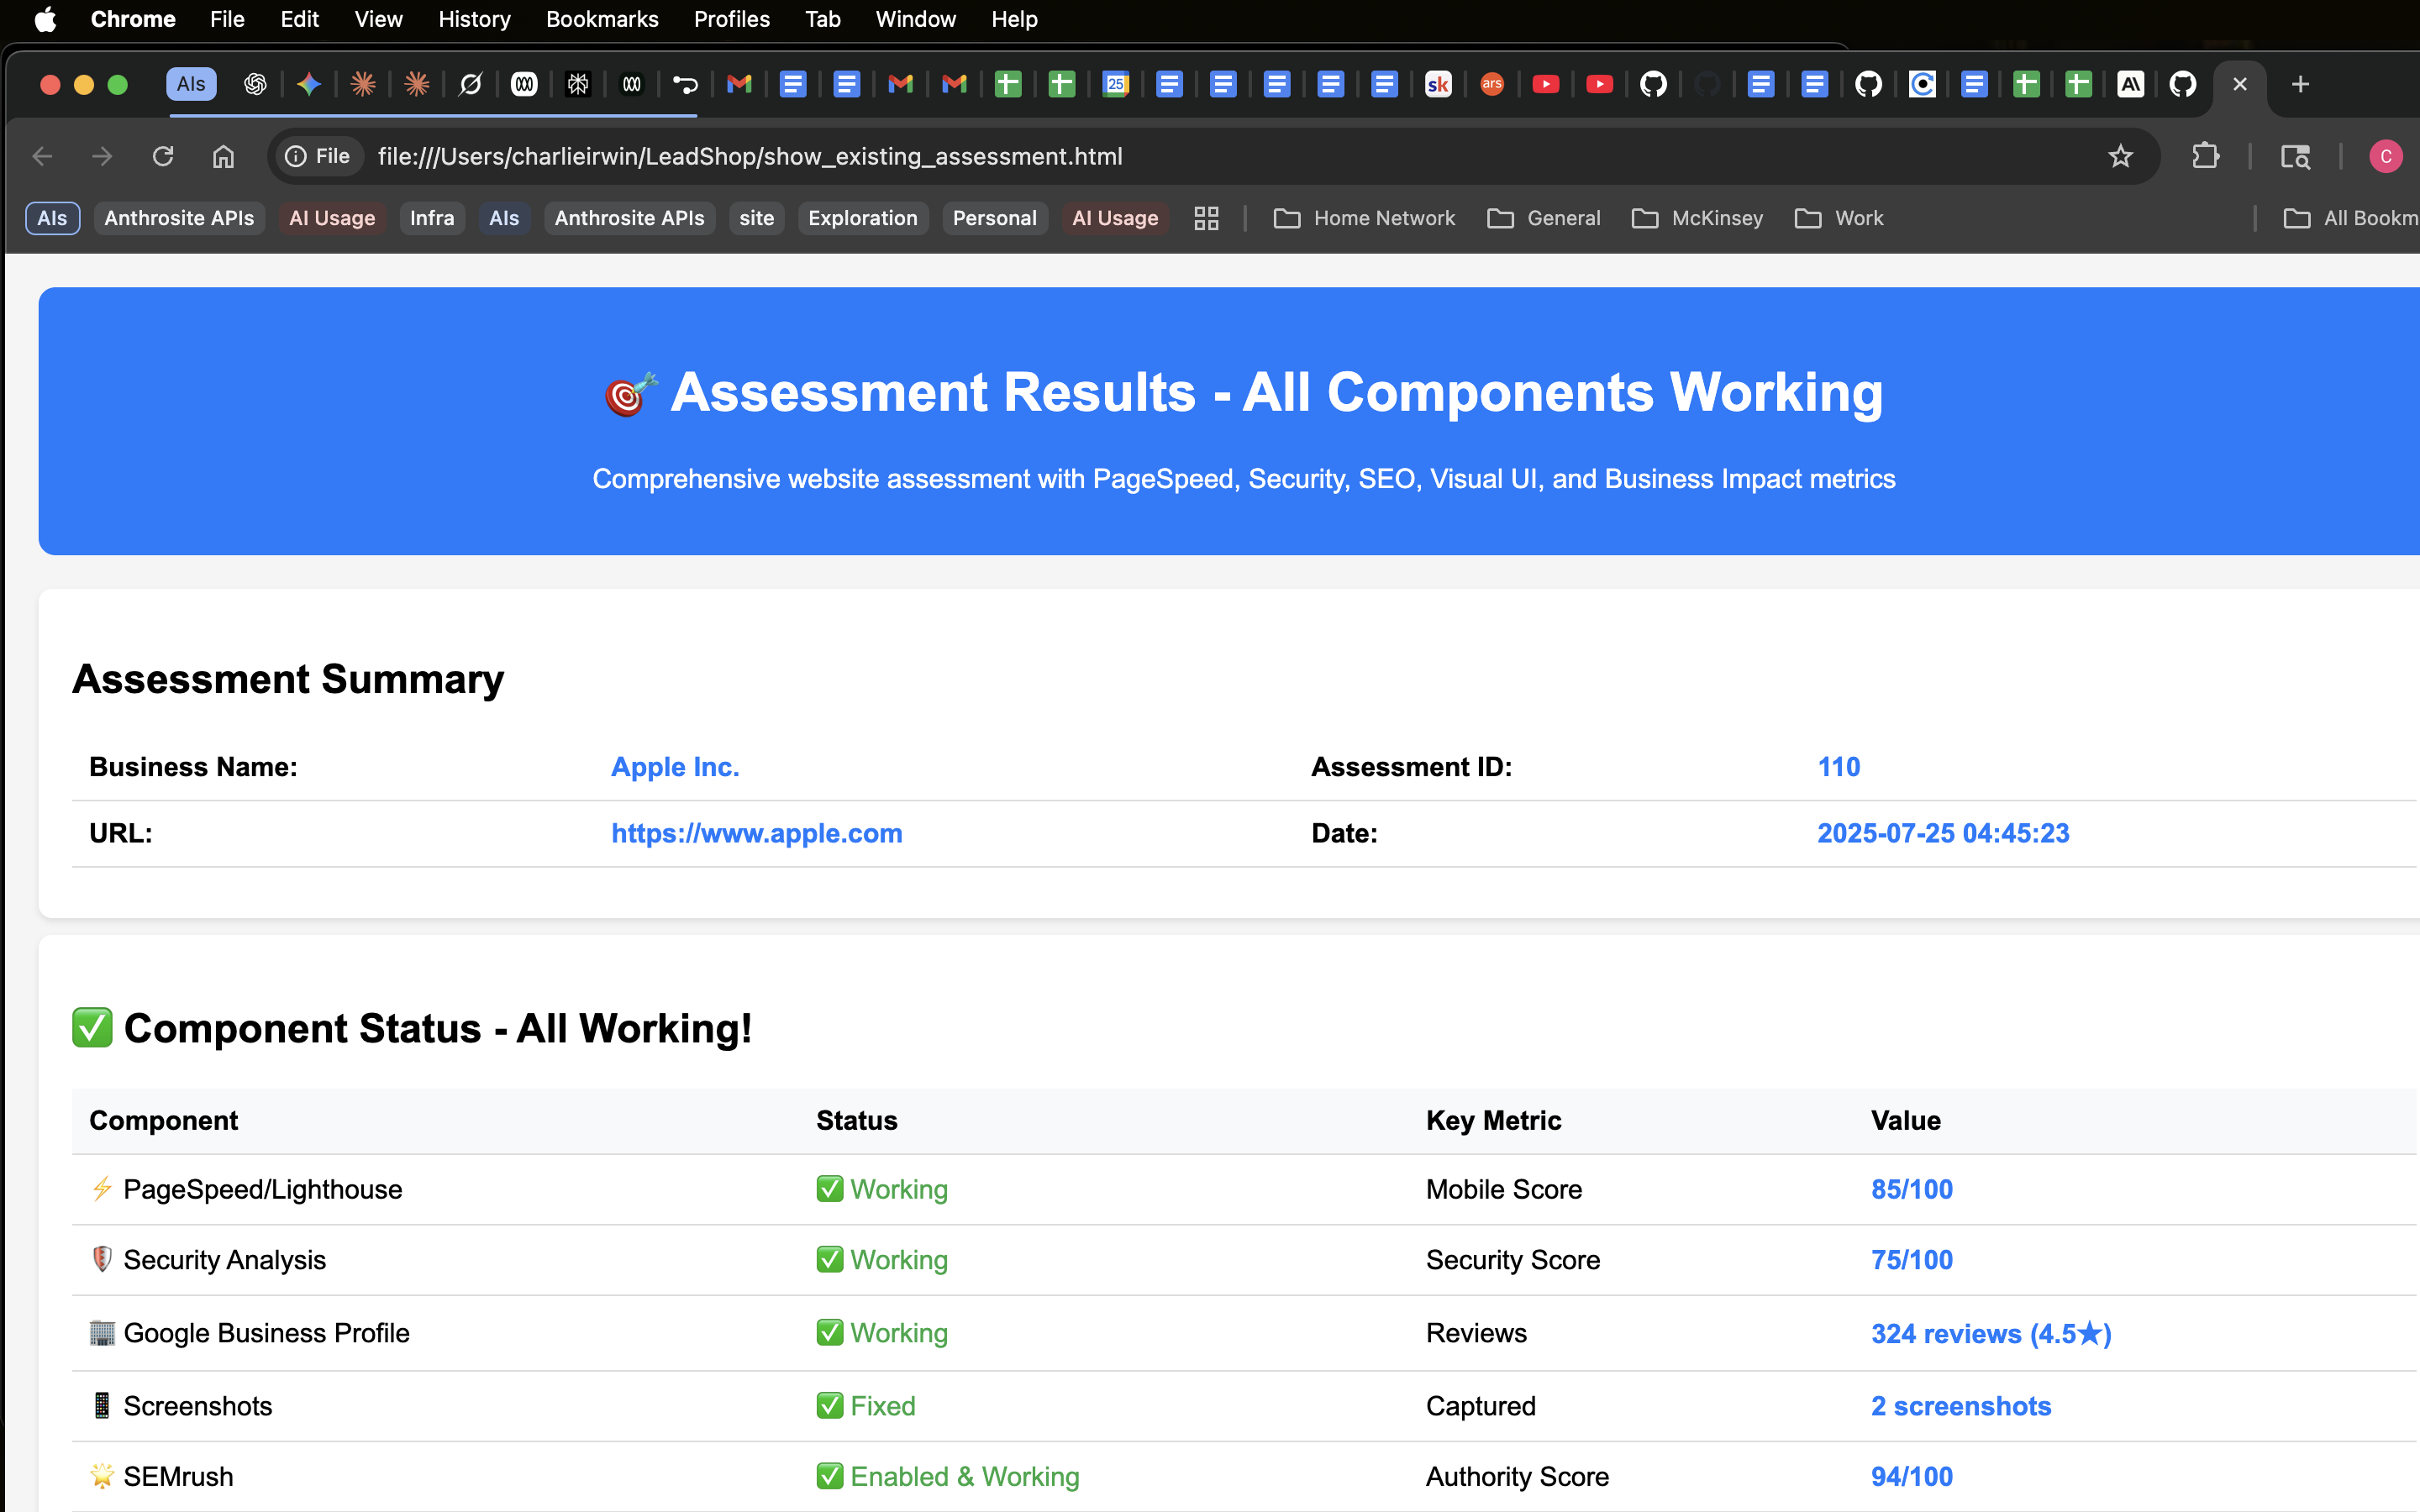 Chrome File Edit View History Bookmarks Profiles Tab Window Help
AIs 25 sk ars
File file:///Users/charlieirwin/LeadShop/show_existing_assessment.html C
AIs Anthrosite APIs AI Usage Infra AIs Anthrosite APIs site Exploration Personal AI Usage Home Network General McKinsey Work All Bookm
🎯 Assessment Results - All Components Working
Comprehensive website assessment with PageSpeed, Security, SEO, Visual UI, and Business Impact metrics
Assessment Summary
Business Name: Apple Inc. Assessment ID: 110
URL: https://www.apple.com Date: 2025-07-25 04:45:23
✅ Component Status - All Working!
Component Status Key Metric Value
⚡ PageSpeed/Lighthouse ✅ Working Mobile Score 85/100
🛡️ Security Analysis ✅ Working Security Score 75/100
🏢 Google Business Profile ✅ Working Reviews 324 reviews (4.5★)
📱 Screenshots ✅ Fixed Captured 2 screenshots
🌟 SEMrush ✅ Enabled & Working Authority Score 94/100